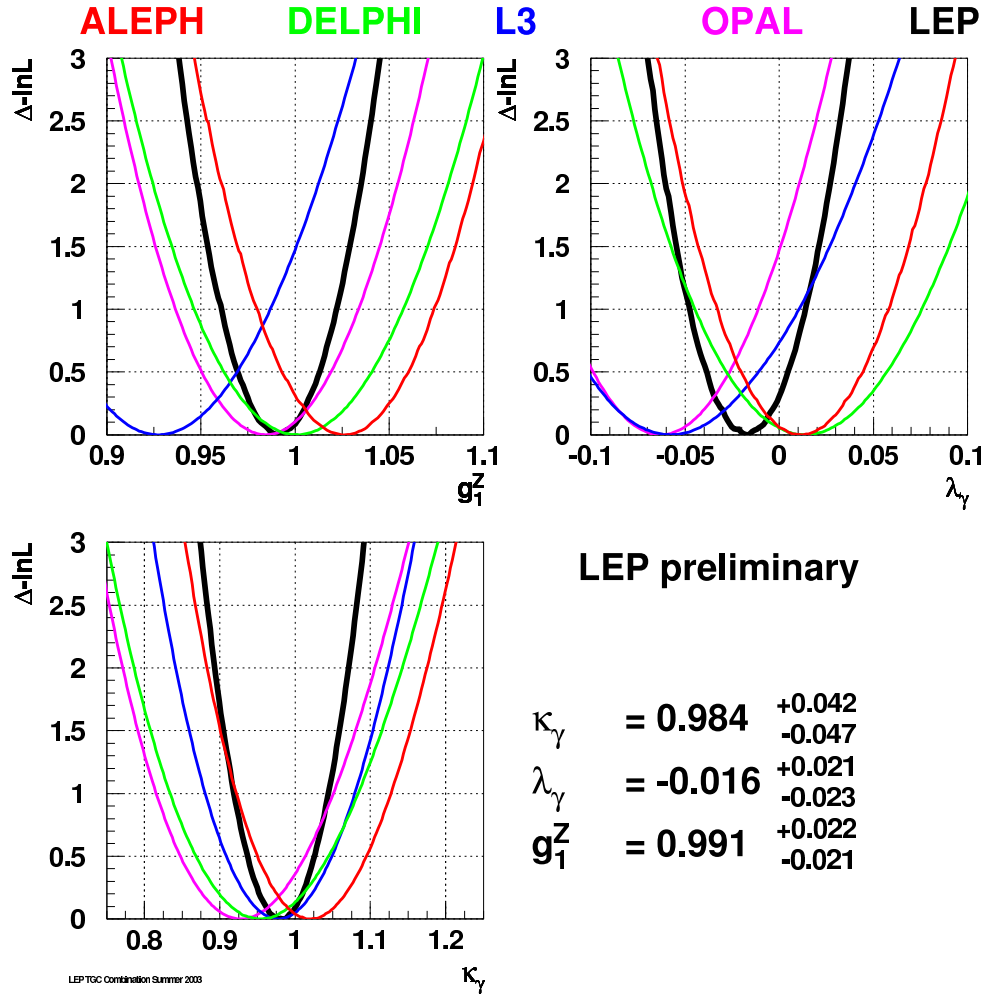 ALEPH DELPHI L3 OPAL LEP
Δ-lnL
3
2.5
2
1.5
1
0.5
0
0.9 0.95 1 1.05 1.1
g₁ᶻ
Δ-lnL
3
2.5
2
1.5
1
0.5
0
-0.1 -0.05 0 0.05 0.1
λᵧ
Δ-lnL
3
2.5
2
1.5
1
0.5
0
0.8 0.9 1 1.1 1.2
κᵧ
LEP preliminary
κᵧ = 0.984 +0.042 -0.047
λᵧ = -0.016 +0.021 -0.023
g₁ᶻ = 0.991 +0.022 -0.021
LEP TGC Combination Summer 2003